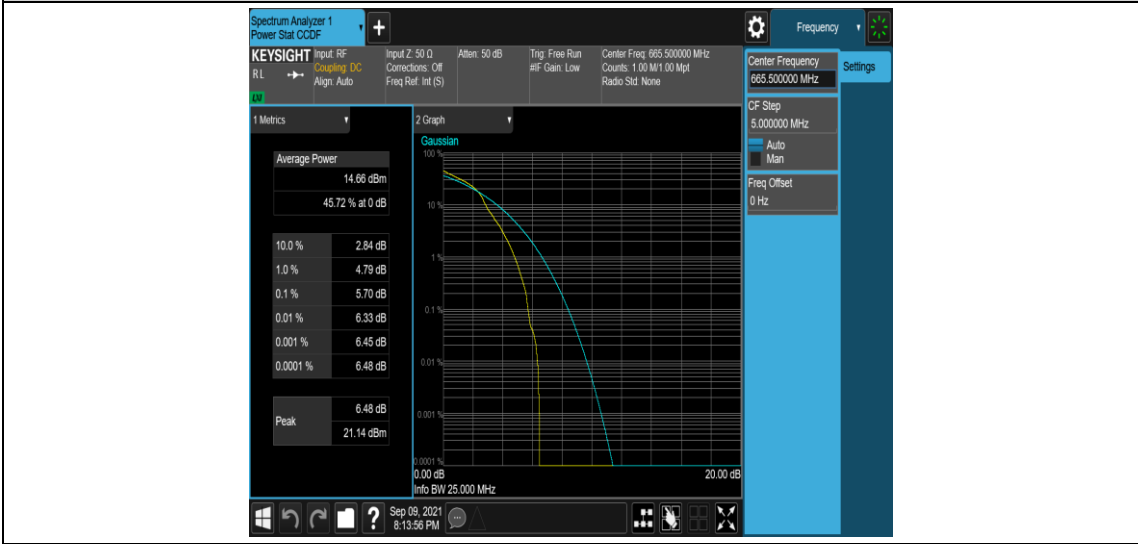 Spectrum Analyzer 1
Power Stat CCDF
+
Frequency
KEYSIGHT
RL
LNI
Input: RF
Coupling: DC
Align: Auto
Input Z: 50 Ω
Corrections: Off
Freq Ref: Int (S)
Atten: 50 dB
Trig: Free Run
#IF Gain: Low
Center Freq: 665.500000 MHz
Counts: 1.00 M/1.00 Mpt
Radio Std: None
Center Frequency
665.500000 MHz
Settings
CF Step
5.000000 MHz
Auto
Man
Freq Offset
0 Hz
1 Metrics
Average Power
14.66 dBm
45.72 % at 0 dB
10.0 % 2.84 dB
1.0 % 4.79 dB
0.1 % 5.70 dB
0.01 % 6.33 dB
0.001 % 6.45 dB
0.0001 % 6.48 dB
Peak
6.48 dB
21.14 dBm
2 Graph
Gaussian
100 %
10 %
1 %
0.1 %
0.01 %
0.001 %
0.0001 %
0.00 dB 20.00 dB
Info BW 25.000 MHz
?
Sep 09, 2021
8:13:56 PM